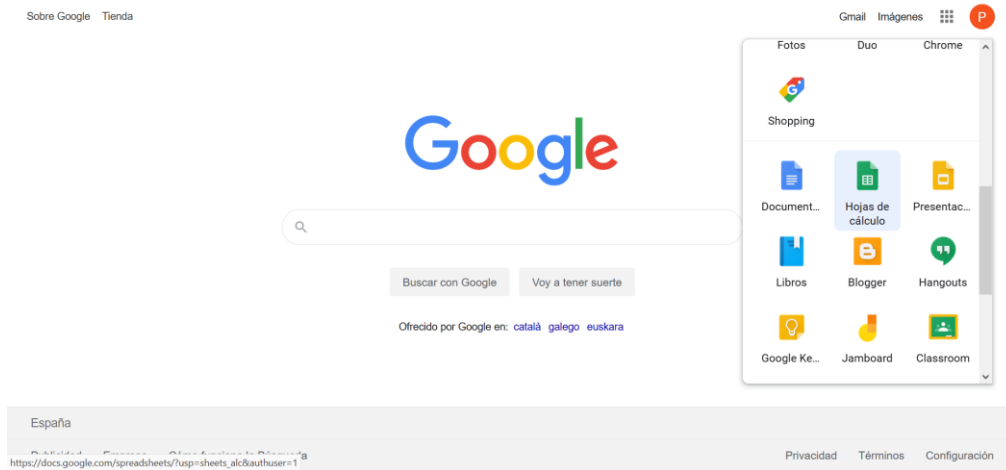 Sobre Google Tienda
Gmail Imágenes P
Fotos Duo Chrome
Shopping
Google
Document... Hojas de cálculo Presentac...
Libros Blogger Hangouts
Google Ke... Jamboard Classroom
Buscar con Google Voy a tener suerte
Ofrecido por Google en: català galego euskara
España
Privacidad Términos Configuración
https://docs.google.com/spreadsheets/?usp=sheets_alc&authuser=1